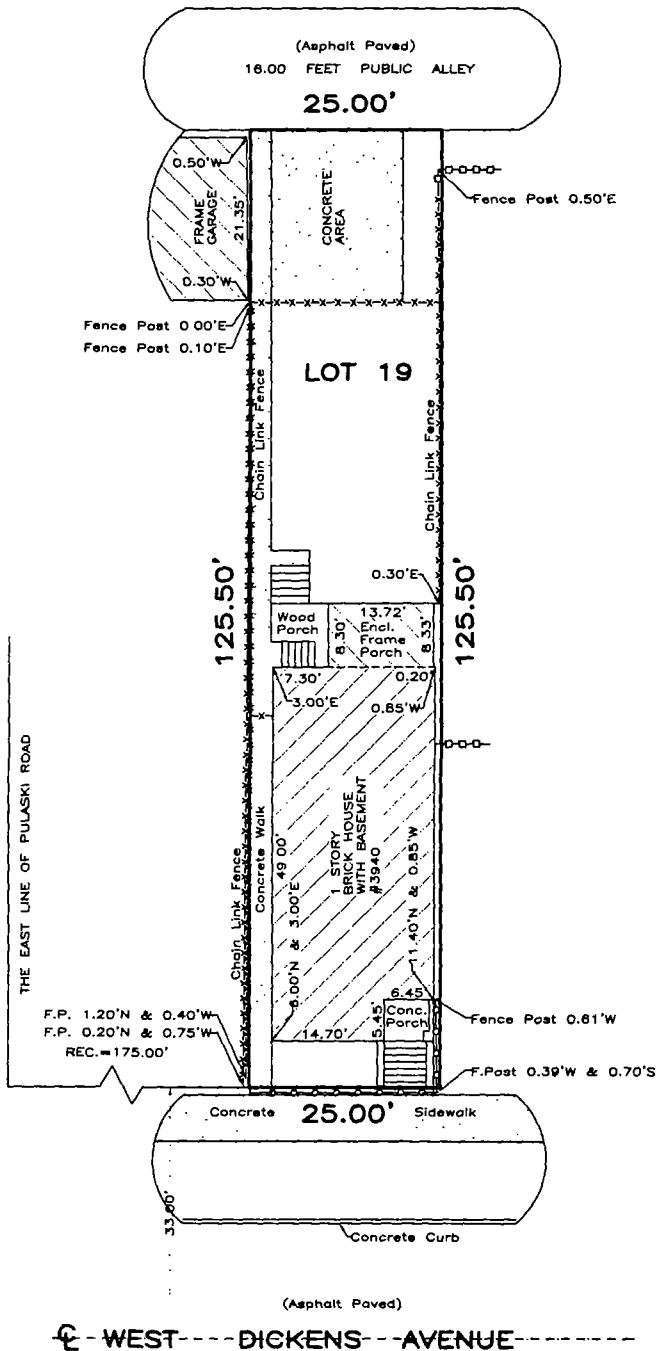 (Asphalt Paved)
16.00 FEET PUBLIC ALLEY
25.00'
0.50'W
Fence Post 0.50'E
FRAME
GARAGE
21.35'
CONCRETE
AREA
0.30'W
Fence Post 0 00'E
Fence Post 0.10'E
LOT 19
Chain Link Fence
Chain Link Fence
0.30'E
125.50'
125.50'
Wood
Porch
13.72'
Encl.
Frame
Porch
8.30'
8.33'
7.30'
0.20'
3.00'E
0.85'W
THE EAST LINE OF PULASKI ROAD
1 STORY
BRICK HOUSE
WITH BASEMENT
#3940
Chain Link Fence
Concrete Walk
49 00'
6.00'N & 3.00'E
11.40'N & 0.85'W
6.45'
Conc.
Porch
5.45'
14.70'
F.P. 1.20'N & 0.40'W
F.P. 0.20'N & 0.75'W
REC.=175.00'
Fence Post 0.61'W
F.Post 0.39'W & 0.70'S
Concrete 25.00' Sidewalk
33.00'
Concrete Curb
(Asphalt Paved)
℄ WEST DICKENS AVENUE